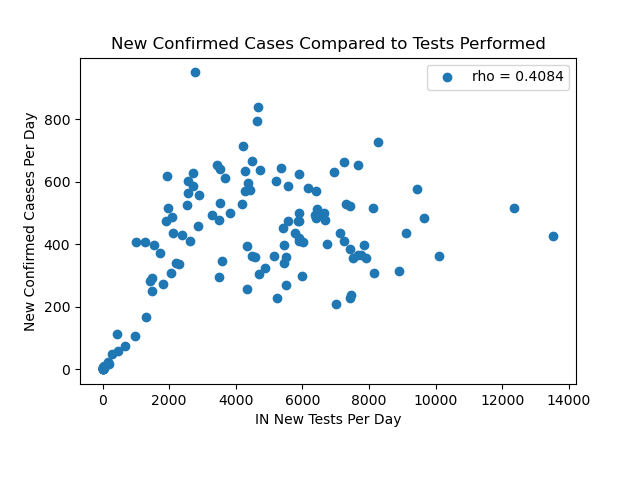 New Confirmed Cases Compared to Tests Performed
rho = 0.4084
New Confirmed Caeses Per Day
800
600
400
200
0
0 2000 4000 6000 8000 10000 12000 14000
IN New Tests Per Day